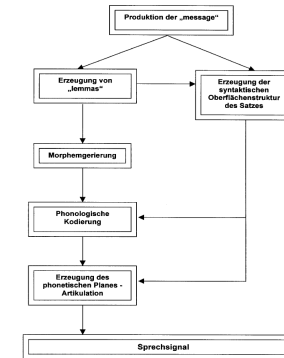 Produktion der „message“
Erzeugung von
„lemmas“
Erzeugung der
syntaktischen
Oberflächenstruktur
des Satzes
Morphemgerierung
Phonologische
Kodierung
Erzeugung des
phonetischen Planes -
Artikulation
Sprechsignal